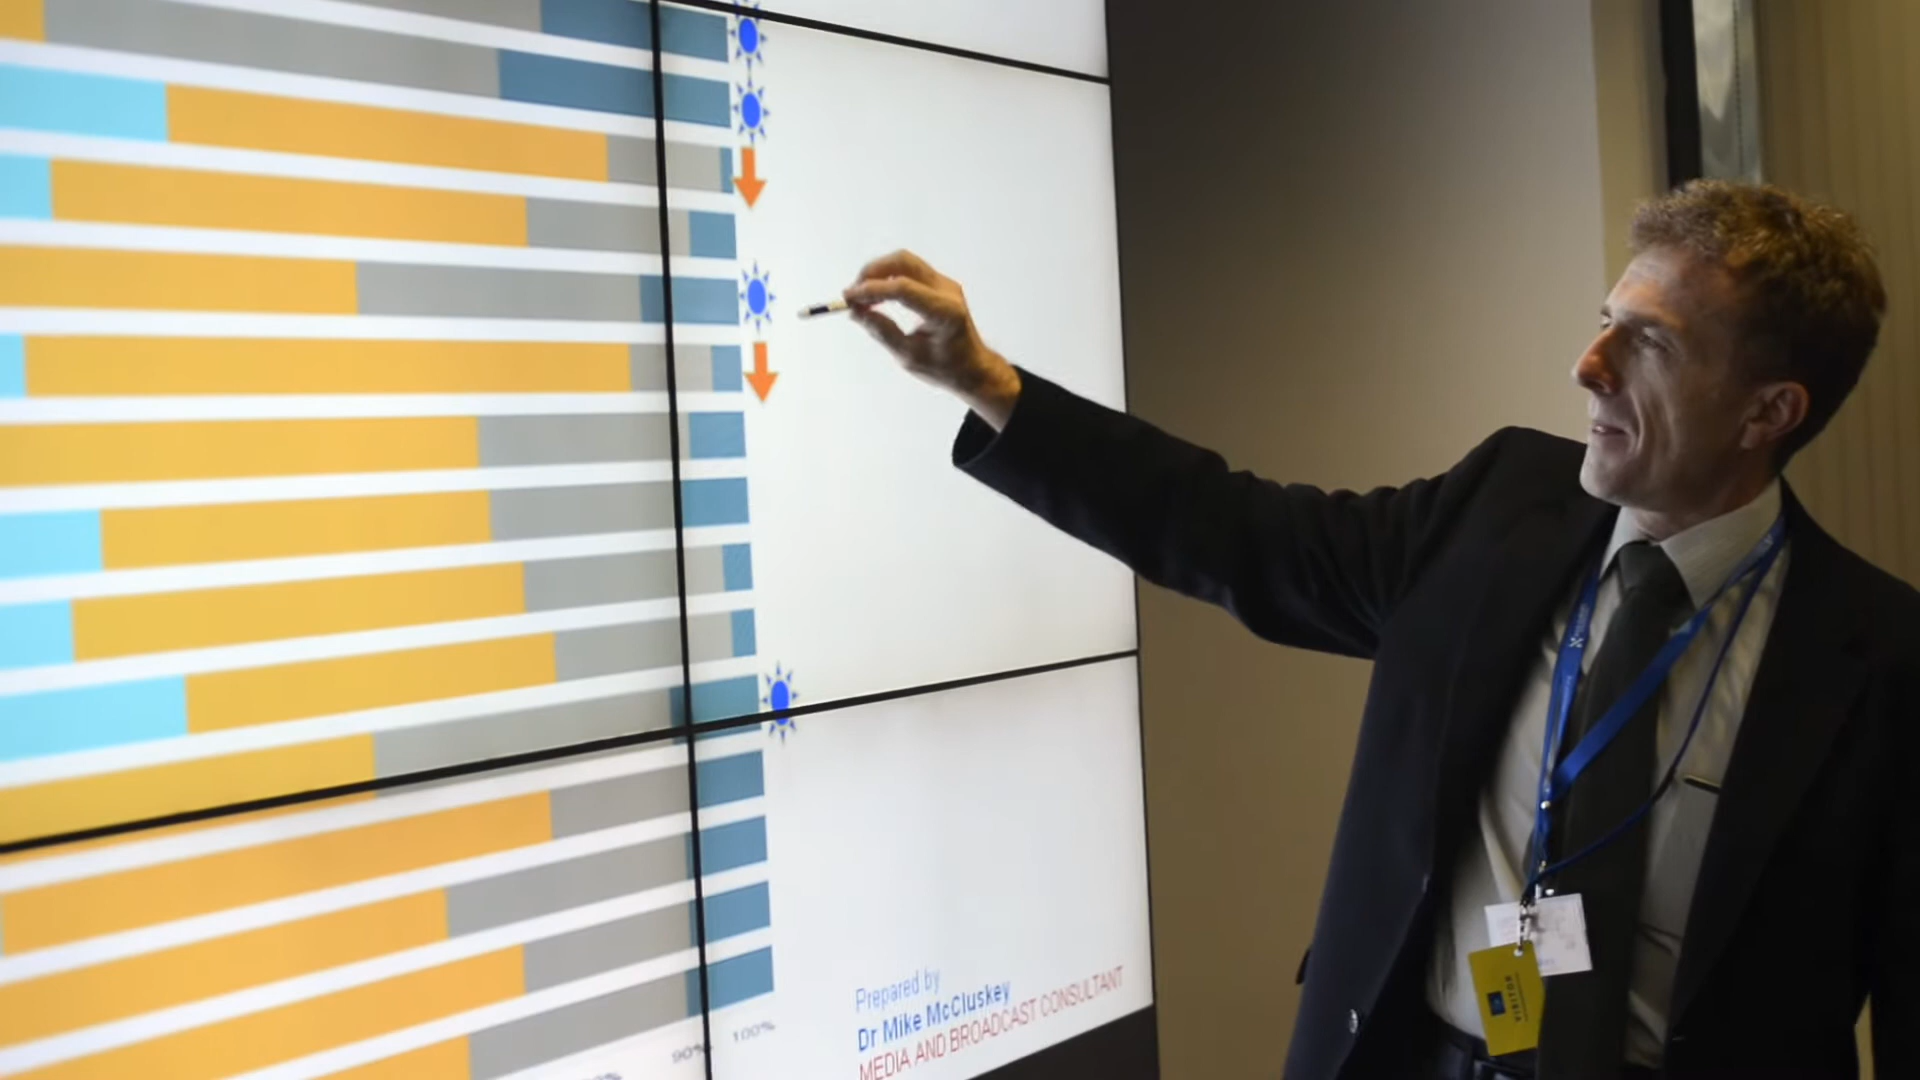 Prepared by
Dr Mike McCluskey
MEDIA AND BROADCAST CONSULTANT
90%
100%
VISITOR